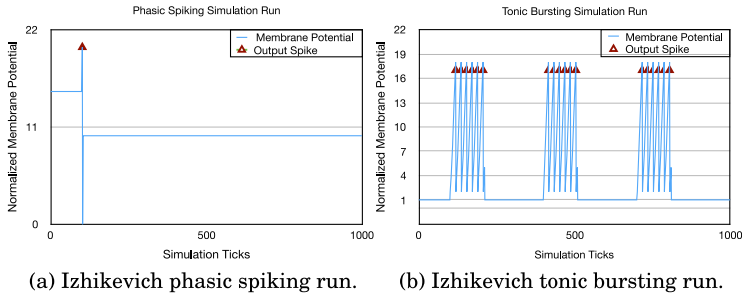 Phasic Spiking Simulation Run
Normalized Membrane Potential
22
11
0
Membrane Potential
Output Spike
0
500
1000
Simulation Ticks
(a) Izhikevich phasic spiking run.
Tonic Bursting Simulation Run
Normalized Membrane Potential
22
19
16
13
10
7
4
1
Membrane Potential
Output Spike
0
500
1000
Simulation Ticks
(b) Izhikevich tonic bursting run.